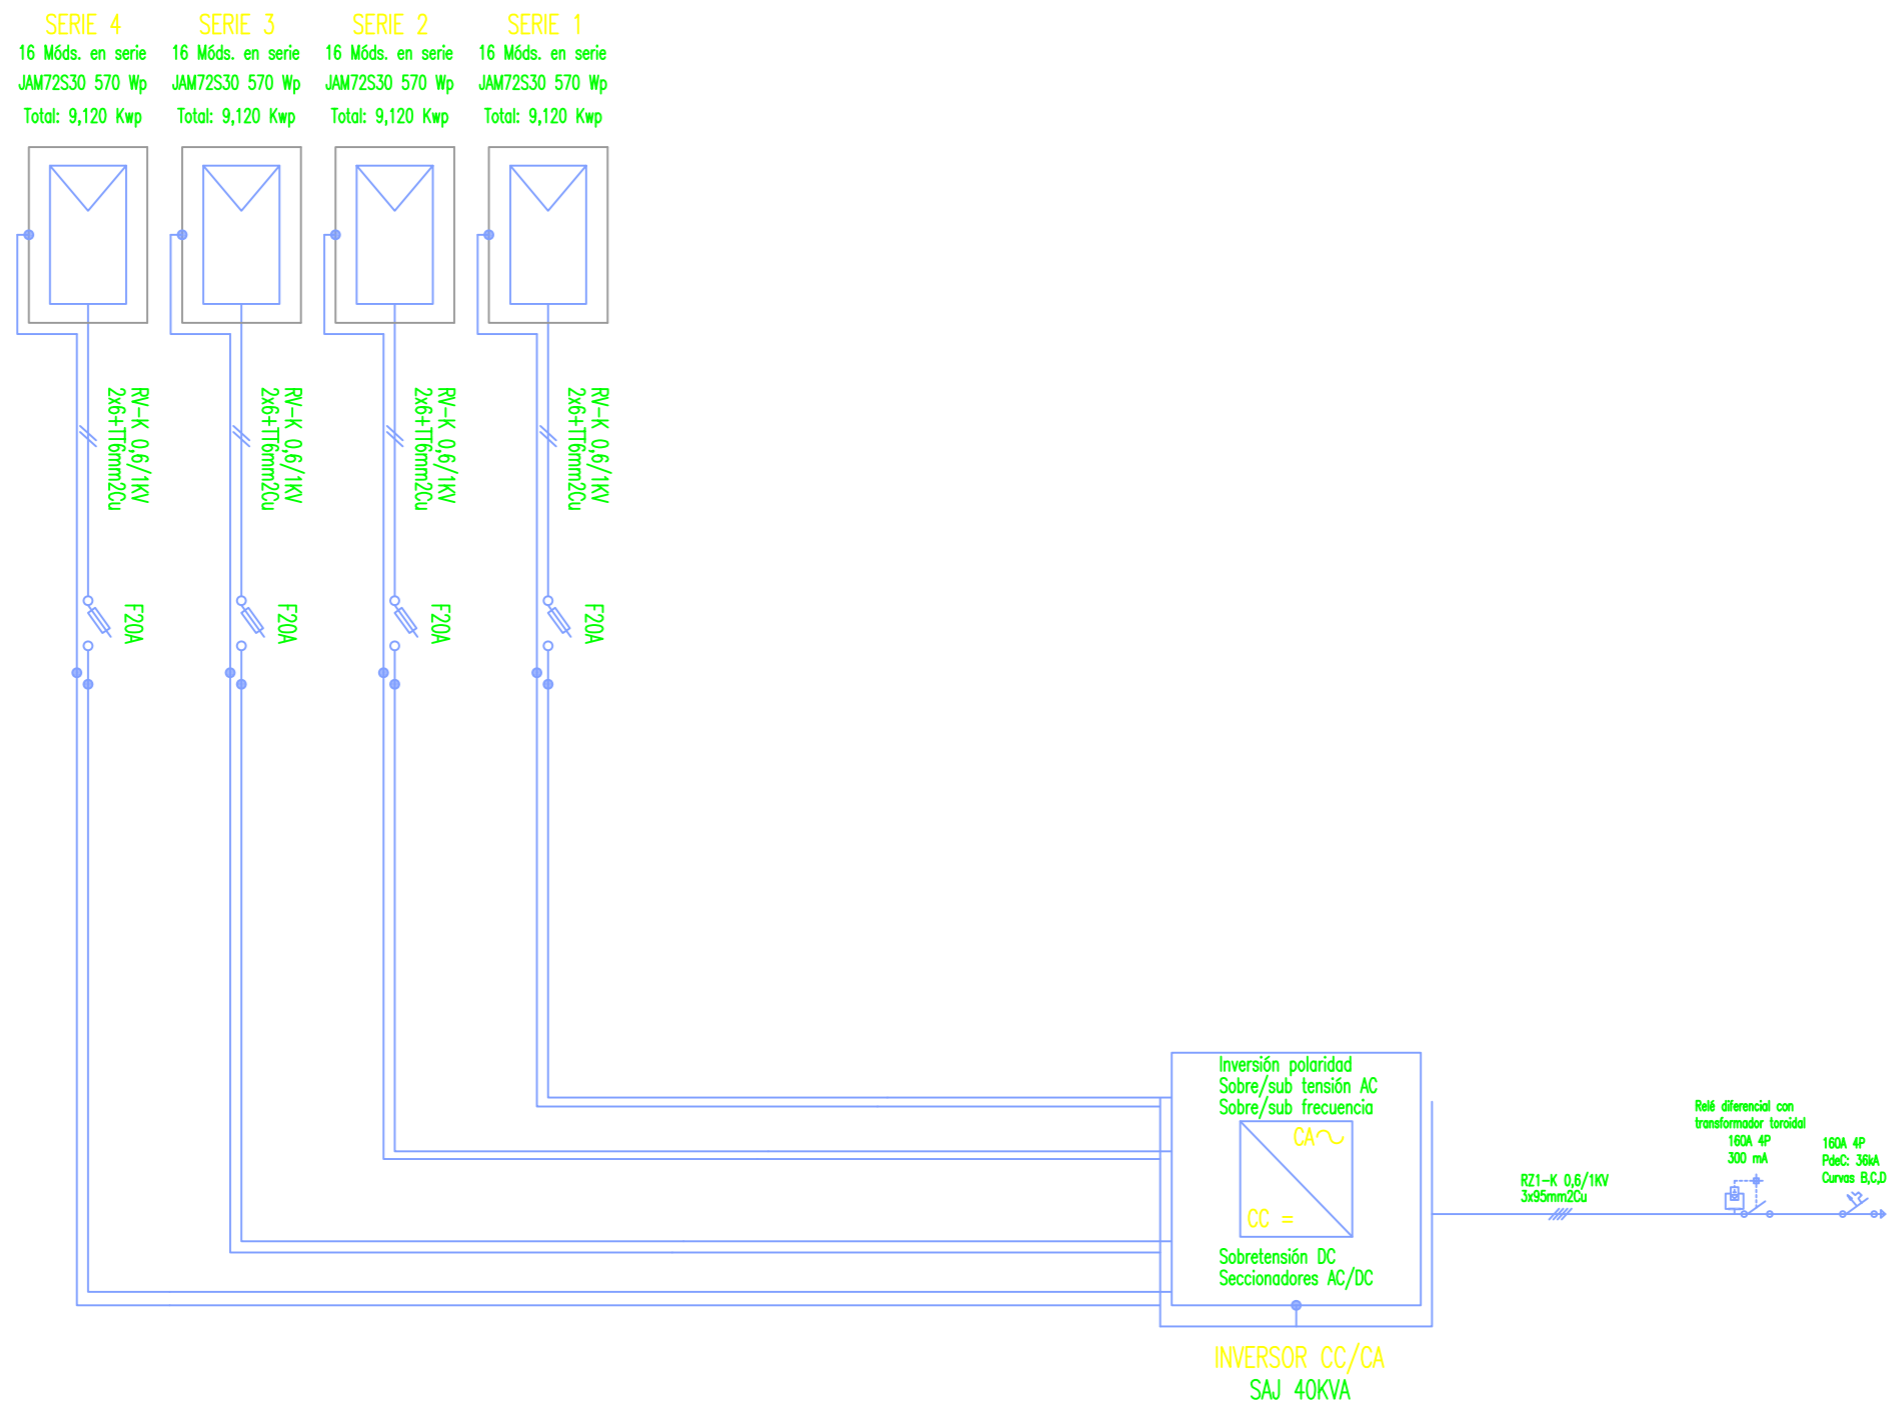 SERIE 4
16 Móds. en serie
JAM72S30 570 Wp
Total: 9,120 Kwp
SERIE 3
16 Móds. en serie
JAM72S30 570 Wp
Total: 9,120 Kwp
SERIE 2
16 Móds. en serie
JAM72S30 570 Wp
Total: 9,120 Kwp
SERIE 1
16 Móds. en serie
JAM72S30 570 Wp
Total: 9,120 Kwp
RV-K 0,6/1KV
2x6+TT6mm2Cu
RV-K 0,6/1KV
2x6+TT6mm2Cu
RV-K 0,6/1KV
2x6+TT6mm2Cu
RV-K 0,6/1KV
2x6+TT6mm2Cu
F20A
F20A
F20A
F20A
Inversión polaridad
Sobre/sub tensión AC
Sobre/sub frecuencia
CA
CC =
Sobretensión DC
Seccionadores AC/DC
INVERSOR CC/CA
SAJ 40KVA
RZ1-K 0,6/1KV
3x95mm2Cu
Relé diferencial con
transformador toroidal
160A 4P
300 mA
160A 4P
PdeC: 36kA
Curvas B,C,D